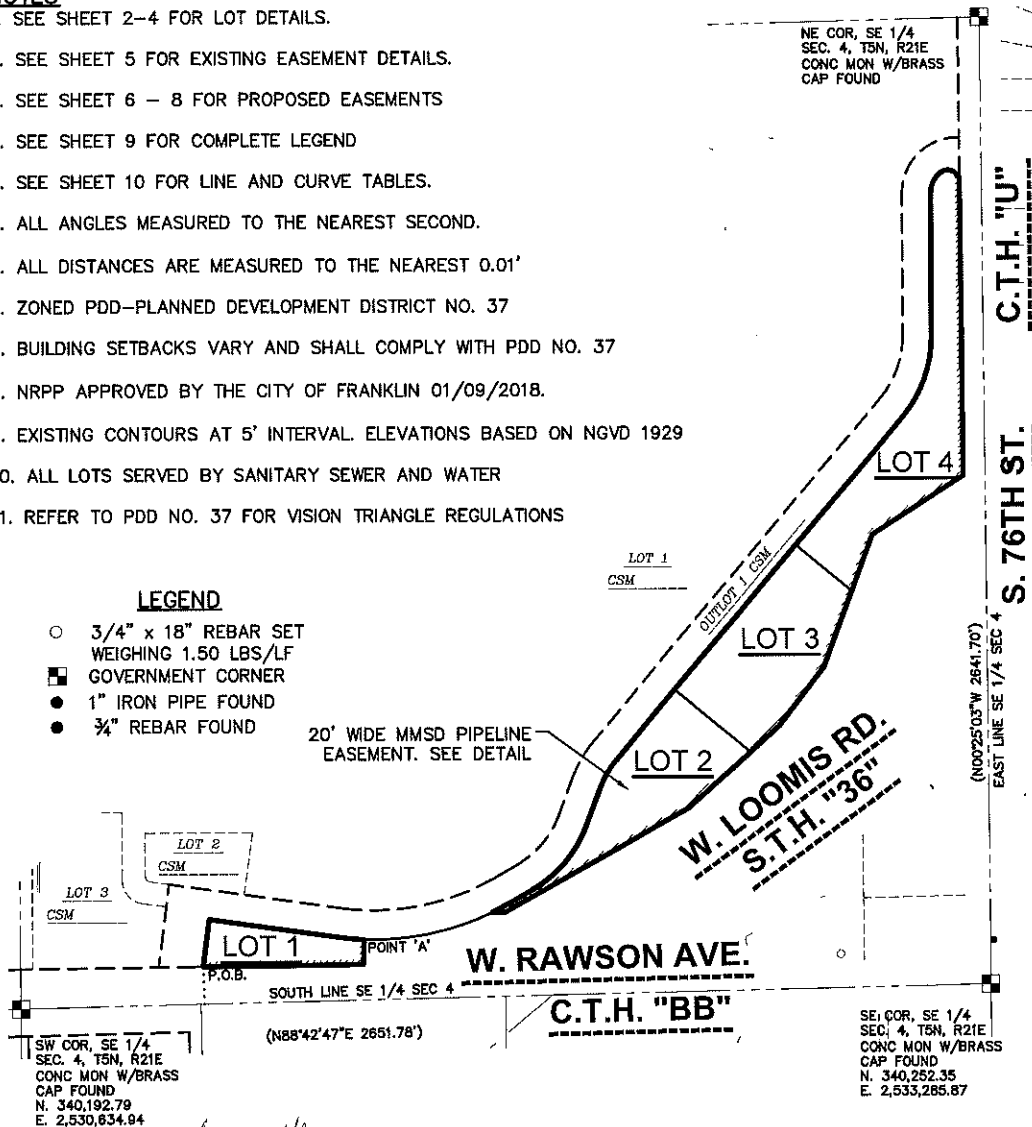 NOTES
. SEE SHEET 2-4 FOR LOT DETAILS.
. SEE SHEET 5 FOR EXISTING EASEMENT DETAILS.
. SEE SHEET 6 - 8 FOR PROPOSED EASEMENTS
. SEE SHEET 9 FOR COMPLETE LEGEND
. SEE SHEET 10 FOR LINE AND CURVE TABLES.
. ALL ANGLES MEASURED TO THE NEAREST SECOND.
. ALL DISTANCES ARE MEASURED TO THE NEAREST 0.01'
. ZONED PDD-PLANNED DEVELOPMENT DISTRICT NO. 37
. BUILDING SETBACKS VARY AND SHALL COMPLY WITH PDD NO. 37
. NRPP APPROVED BY THE CITY OF FRANKLIN 01/09/2018.
. EXISTING CONTOURS AT 5' INTERVAL. ELEVATIONS BASED ON NGVD 1929
0. ALL LOTS SERVED BY SANITARY SEWER AND WATER
1. REFER TO PDD NO. 37 FOR VISION TRIANGLE REGULATIONS
NE COR, SE 1/4
SEC. 4, T5N, R21E
CONC MON W/BRASS
CAP FOUND
C.T.H. "U"
S. 76TH ST.
(N00°25'03"W 2641.70')
EAST LINE SE 1/4 SEC 4
LOT 4
LOT 1
CSM
OUTLOT 1 CSM
LOT 3
LEGEND
3/4" x 18" REBAR SET
WEIGHING 1.50 LBS/LF
GOVERNMENT CORNER
1" IRON PIPE FOUND
3/4" REBAR FOUND
20' WIDE MMSD PIPELINE
EASEMENT. SEE DETAIL
LOT 2
W. LOOMIS RD.
S.T.H. "36"
LOT 2
CSM
LOT 3
CSM
LOT 1
POINT 'A'
P.O.B.
W. RAWSON AVE.
SOUTH LINE SE 1/4 SEC 4
C.T.H. "BB"
(N88°42'47"E 2651.78')
SW COR, SE 1/4
SEC. 4, T5N, R21E
CONC MON W/BRASS
CAP FOUND
N. 340,192.79
E. 2,530,634.94
SE COR, SE 1/4
SEC. 4, T5N, R21E
CONC MON W/BRASS
CAP FOUND
N. 340,252.35
E. 2,533,285.87